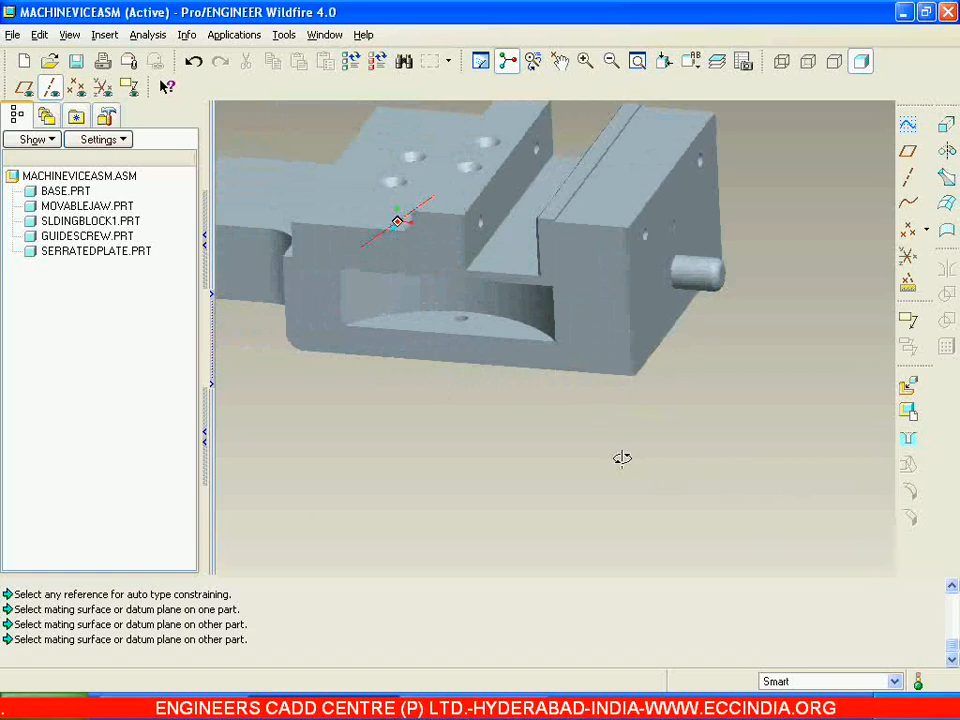 MACHINEVICEASM (Active) - Pro/ENGINEER Wildfire 4.0
File Edit View Insert Analysis Info Applications Tools Window Help
Show Settings
MACHINEVICEASM.ASM
BASE.PRT
MOVABLEJAW.PRT
SLDINGBLOCK1.PRT
GUIDESCREW.PRT
SERRATEDPLATE.PRT
Select any reference for auto type constraining.
Select mating surface or datum plane on one part.
Select mating surface or datum plane on other part.
Select mating surface or datum plane on other part.
Smart
. ENGINEERS CADD CENTRE (P) LTD.-HYDERABAD-INDIA-WWW.ECCINDIA.ORG